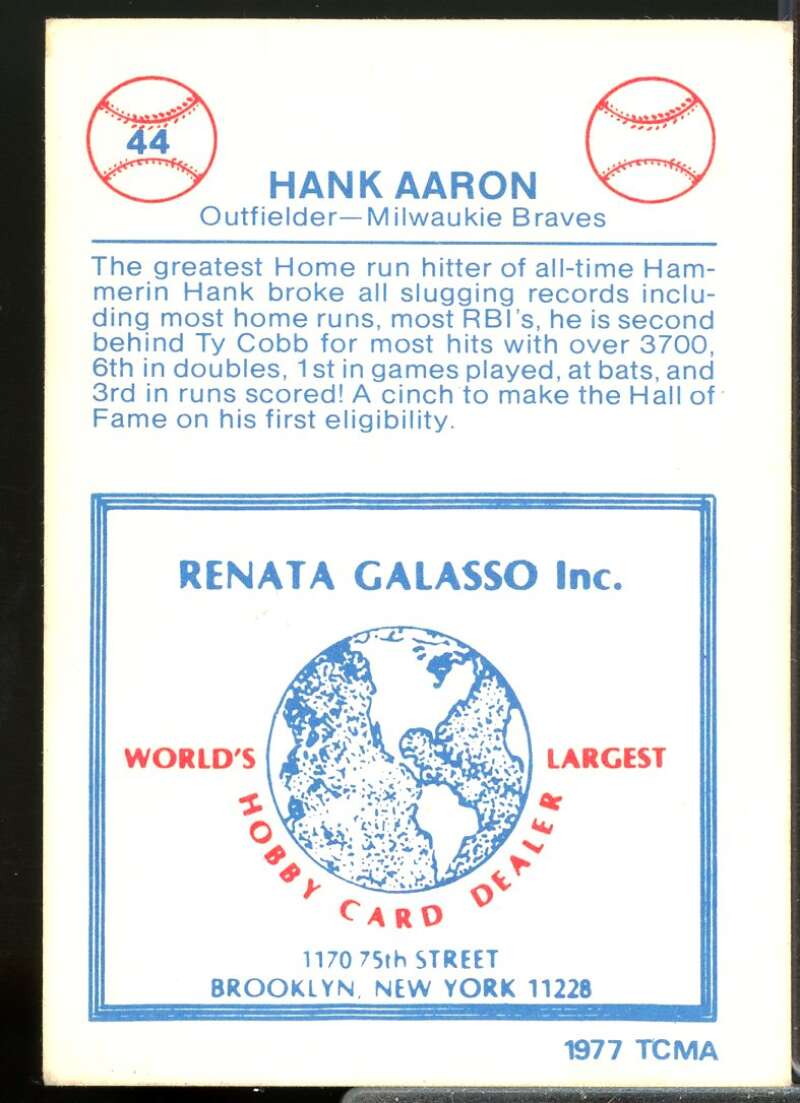 44
HANK AARON
Outfielder—Milwaukie Braves
The greatest Home run hitter of all-time Ham-
merin Hank broke all slugging records inclu-
ding most home runs, most RBI's, he is second
behind Ty Cobb for most hits with over 3700,
6th in doubles, 1st in games played, at bats, and
3rd in runs scored! A cinch to make the Hall of
Fame on his first eligibility.
RENATA GALASSO Inc.
WORLD'S LARGEST
HOBBY CARD DEALER
1170 75th STREET
BROOKLYN, NEW YORK 11228
1977 TCMA